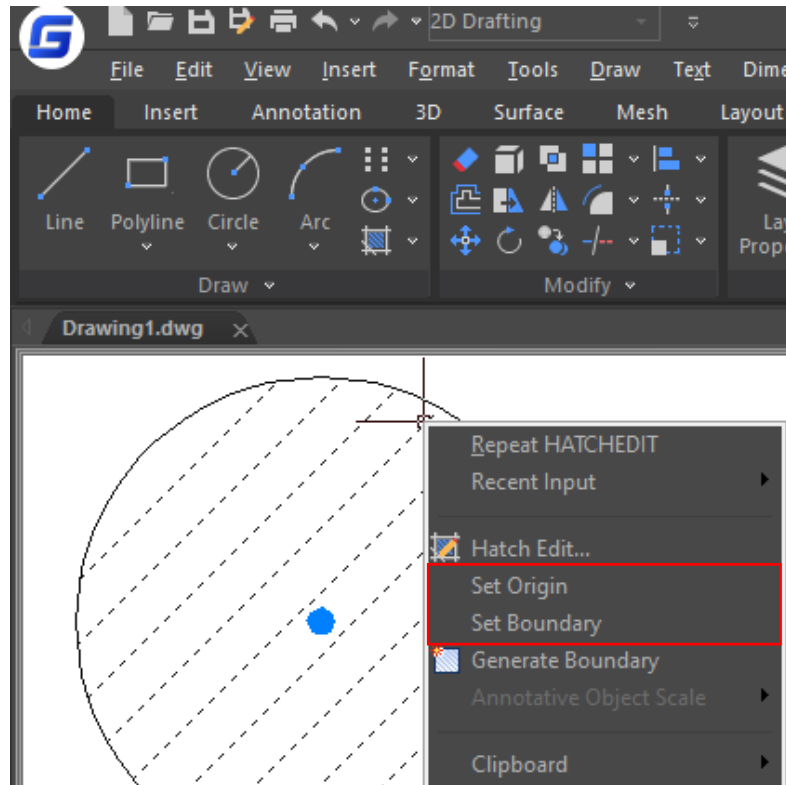 G
2D Drafting
File Edit View Insert Format Tools Draw Text Dime
Home Insert Annotation 3D Surface Mesh Layout
Line Polyline Circle Arc
Lay
Prope
Draw Modify
Drawing1.dwg
Repeat HATCHEDIT
Recent Input
Hatch Edit...
Set Origin
Set Boundary
Generate Boundary
Annotative Object Scale
Clipboard